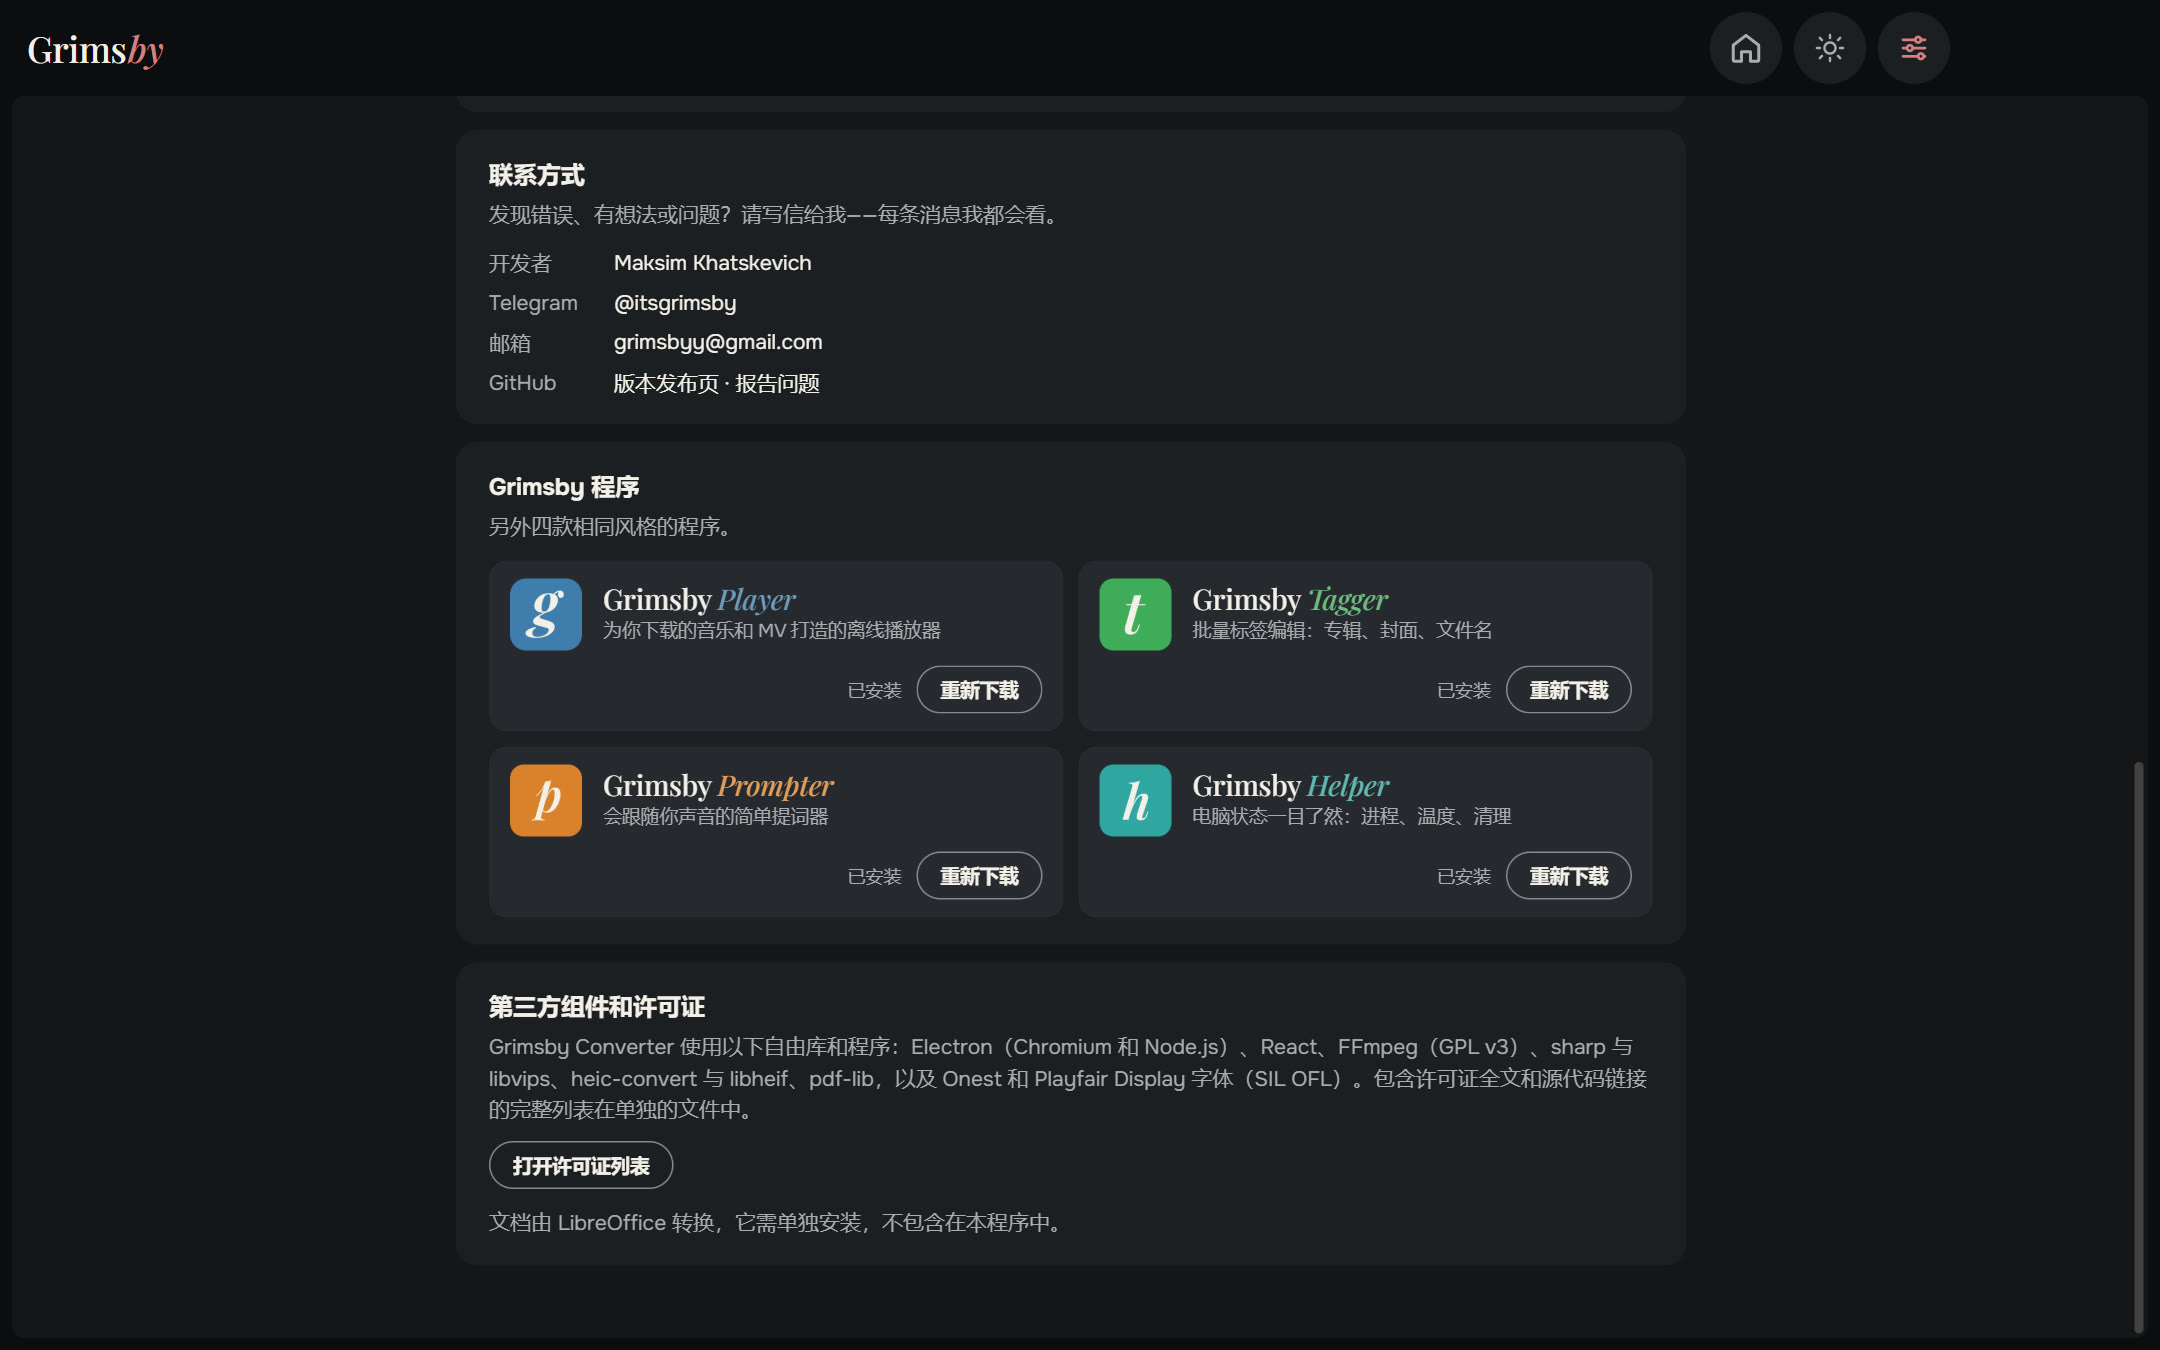 Grimsby
联系方式
发现错误、有想法或问题？请写信给我——每条消息我都会看。
开发者 Maksim Khatskevich
Telegram @itsgrimsby
邮箱 grimsbyy@gmail.com
GitHub 版本发布页 · 报告问题
Grimsby 程序
另外四款相同风格的程序。
g
Grimsby Player
为你下载的音乐和 MV 打造的离线播放器
已安装 重新下载
t
Grimsby Tagger
批量标签编辑：专辑、封面、文件名
已安装 重新下载
p
Grimsby Prompter
会跟随你声音的简单提词器
已安装 重新下载
h
Grimsby Helper
电脑状态一目了然：进程、温度、清理
已安装 重新下载
第三方组件和许可证
Grimsby Converter 使用以下自由库和程序：Electron（Chromium 和 Node.js）、React、FFmpeg（GPL v3）、sharp 与
libvips、heic-convert 与 libheif、pdf-lib，以及 Onest 和 Playfair Display 字体（SIL OFL）。包含许可证全文和源代码链接
的完整列表在单独的文件中。
打开许可证列表
文档由 LibreOffice 转换，它需单独安装，不包含在本程序中。